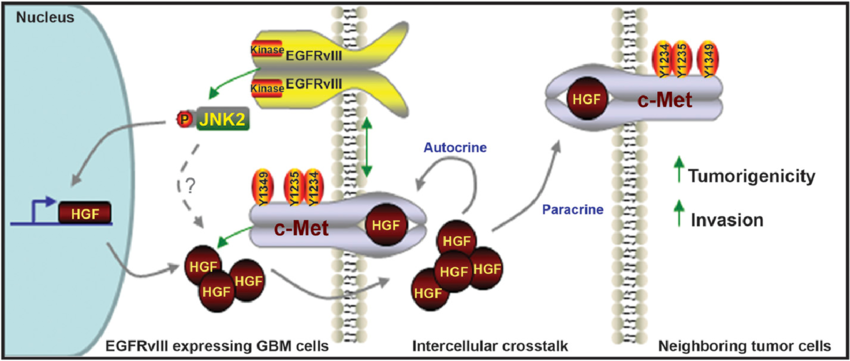 Nucleus
Kinase
EGFRvIII
Kinase
EGFRvIII
P
JNK2
?
HGF
Y1349
Y1235
Y1234
c-Met
HGF
HGF
HGF
HGF
Autocrine
HGF
HGF
HGF
HGF
Paracrine
Y1234
Y1235
Y1349
HGF
c-Met
Tumorigenicity
Invasion
EGFRvIII expressing GBM cells
Intercellular crosstalk
Neighboring tumor cells